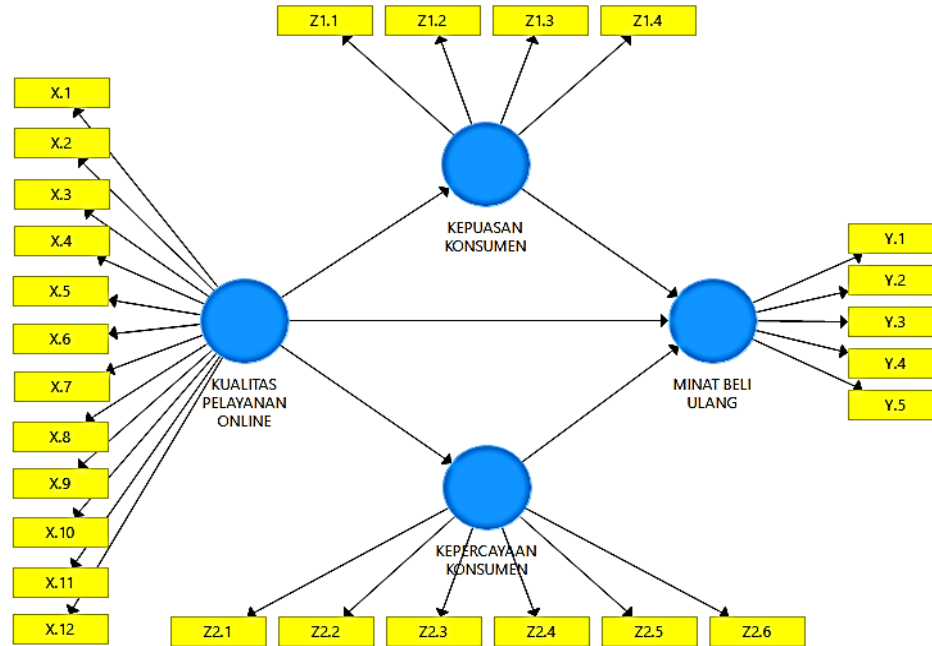 Z1.1
Z1.2
Z1.3
Z1.4
X.1
X.2
X.3
X.4
X.5
X.6
X.7
X.8
X.9
X.10
X.11
X.12
KEPUASAN
KONSUMEN
KUALITAS
PELAYANAN
ONLINE
MINAT BELI
ULANG
Y.1
Y.2
Y.3
Y.4
Y.5
KEPERCAYAAN
KONSUMEN
Z2.1
Z2.2
Z2.3
Z2.4
Z2.5
Z2.6